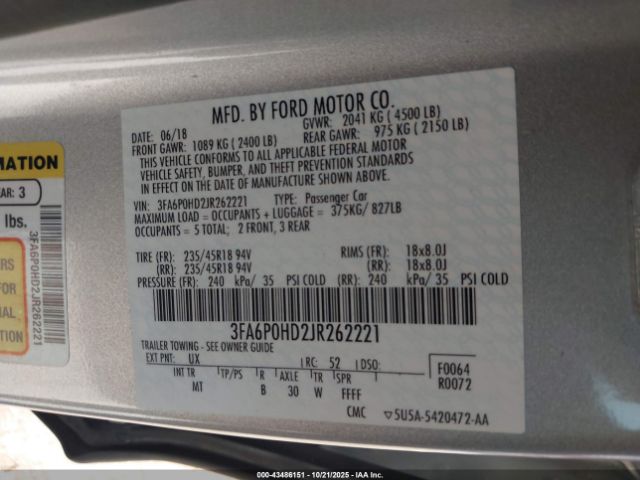 MFD. BY FORD MOTOR CO.
DATE: 06/18 GVWR: 2041 KG ( 4500 LB)
FRONT GAWR: 1089 KG ( 2400 LB) REAR GAWR: 975 KG ( 2150 LB)
THIS VEHICLE CONFORMS TO ALL APPLICABLE FEDERAL MOTOR
VEHICLE SAFETY, BUMPER, AND THEFT PREVENTION STANDARDS
IN EFFECT ON THE DATE OF MANUFACTURE SHOWN ABOVE.
VIN: 3FA6P0HD2JR262221 TYPE: Passenger Car
MAXIMUM LOAD = OCCUPANTS + LUGGAGE = 375KG/ 827LB
OCCUPANTS = 5 TOTAL; 2 FRONT, 3 REAR
TIRE (FR): 235/45R18 94V RIMS (FR): 18x8.0J
(RR): 235/45R18 94V (RR): 18x8.0J
PRESSURE (FR): 240 kPa/ 35 PSI COLD (RR): 240 kPa/ 35 PSI COLD
3FA6P0HD2JR262221
TRAILER TOWING - SEE OWNER GUIDE
EXT PNT: UX RC: 52 DSO: F0064
INT TR TP/PS R AXLE TR SPR R0072
MT B 30 W FFFF
CMC 5U5A-5420472-AA
MATION
EAR: 3
lbs.
3FA6P0HD2JR262221
ERS
FOR
NAL
ION.
000-43486151 - 10/21/2025 - IAA Inc.